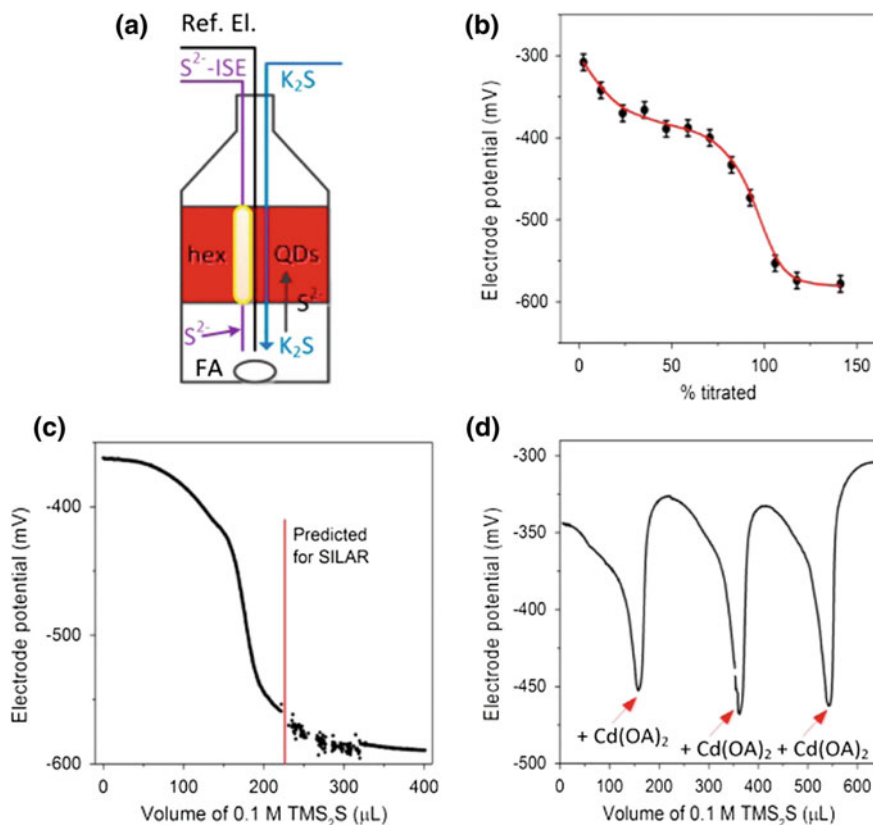 (a)
Ref. El.
S²⁻-ISE
K₂S
hex
QDs
S²⁻
S²⁻
K₂S
FA
(b)
-300
-400
-500
-600
Electrode potential (mV)
0
50
100
150
% titrated
(c)
-400
-500
-600
Electrode potential (mV)
Predicted
for SILAR
0
100
200
300
400
Volume of 0.1 M TMS₂S (μL)
(d)
-300
-350
-400
-450
-500
Electrode potential (mV)
+ Cd(OA)₂
+ Cd(OA)₂
+ Cd(OA)₂
0
100
200
300
400
500
600
Volume of 0.1 M TMS₂S (μL)